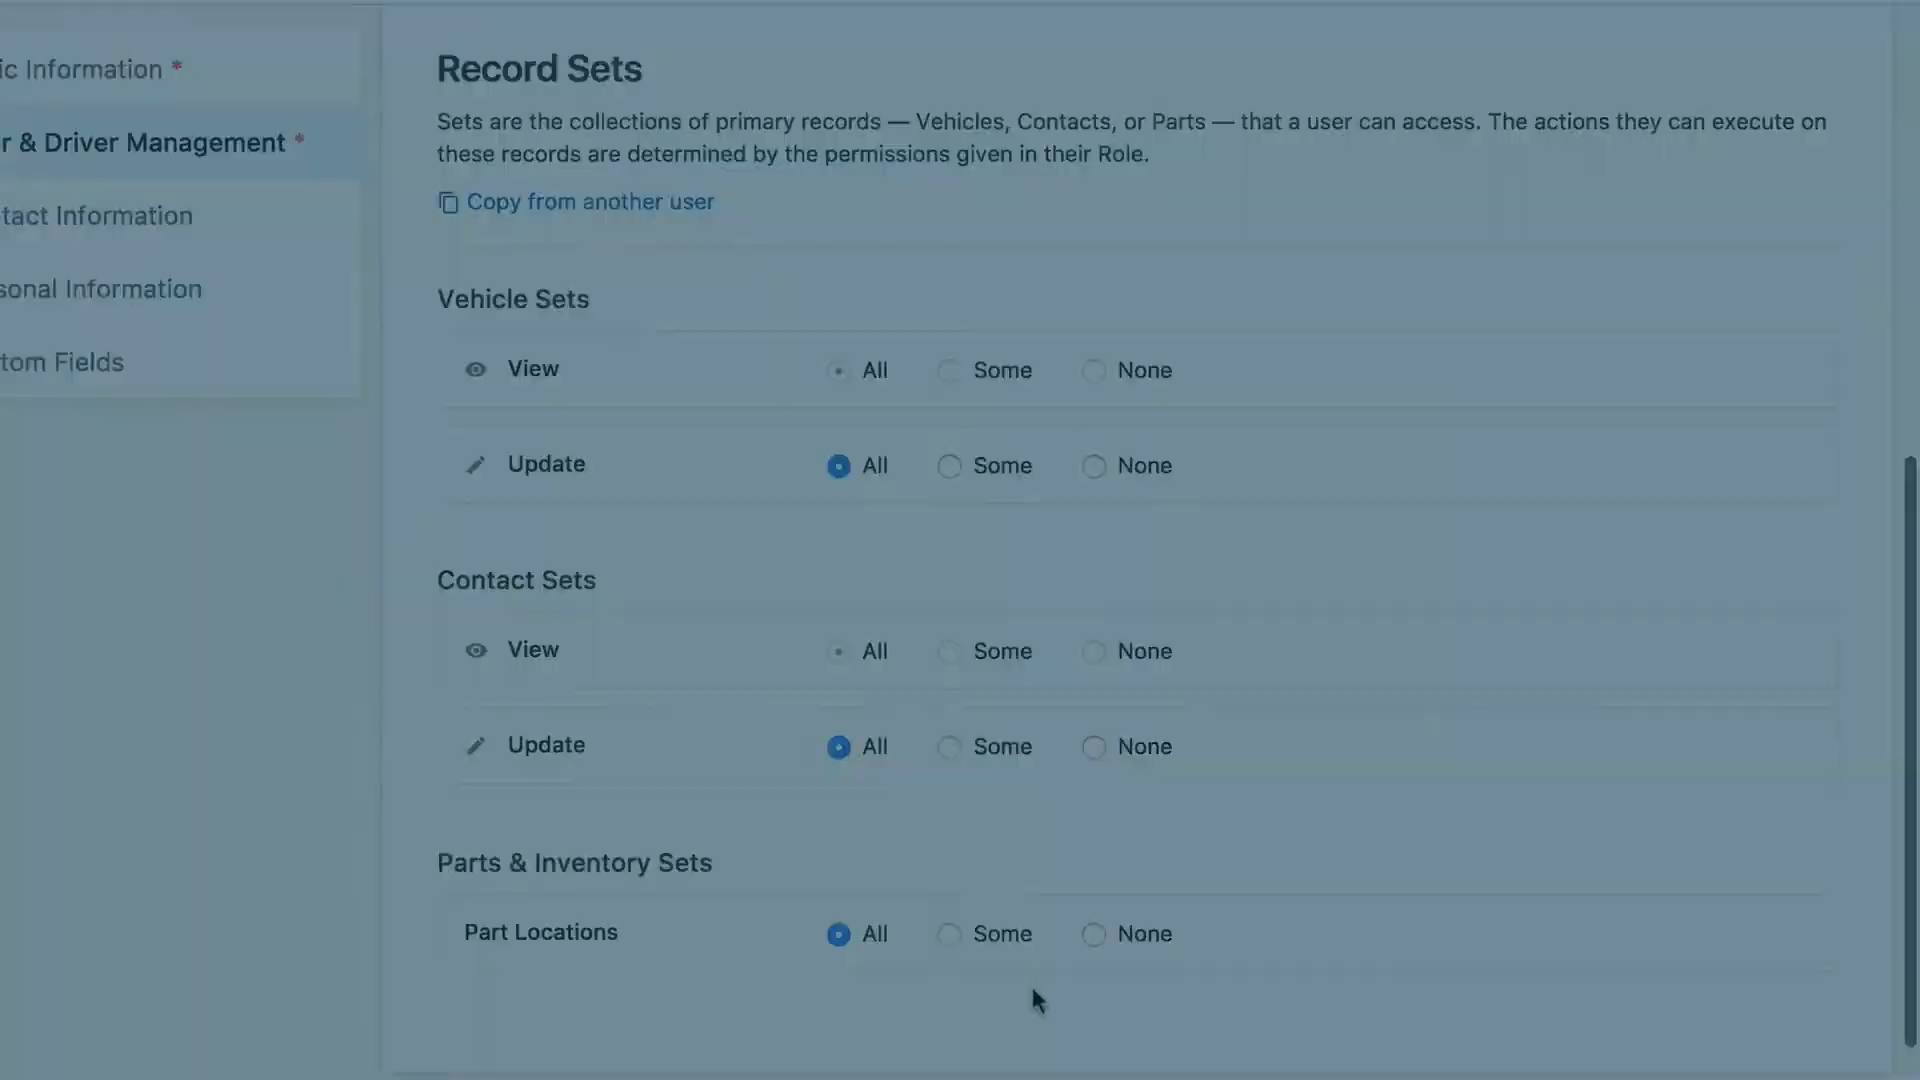 ic Information *
r & Driver Management *
tact Information
sonal Information
tom Fields
Record Sets
Sets are the collections of primary records — Vehicles, Contacts, or Parts — that a user can access. The actions they can execute on
these records are determined by the permissions given in their Role.
Copy from another user
Vehicle Sets
View All Some None
Update All Some None
Contact Sets
View All Some None
Update All Some None
Parts & Inventory Sets
Part Locations All Some None